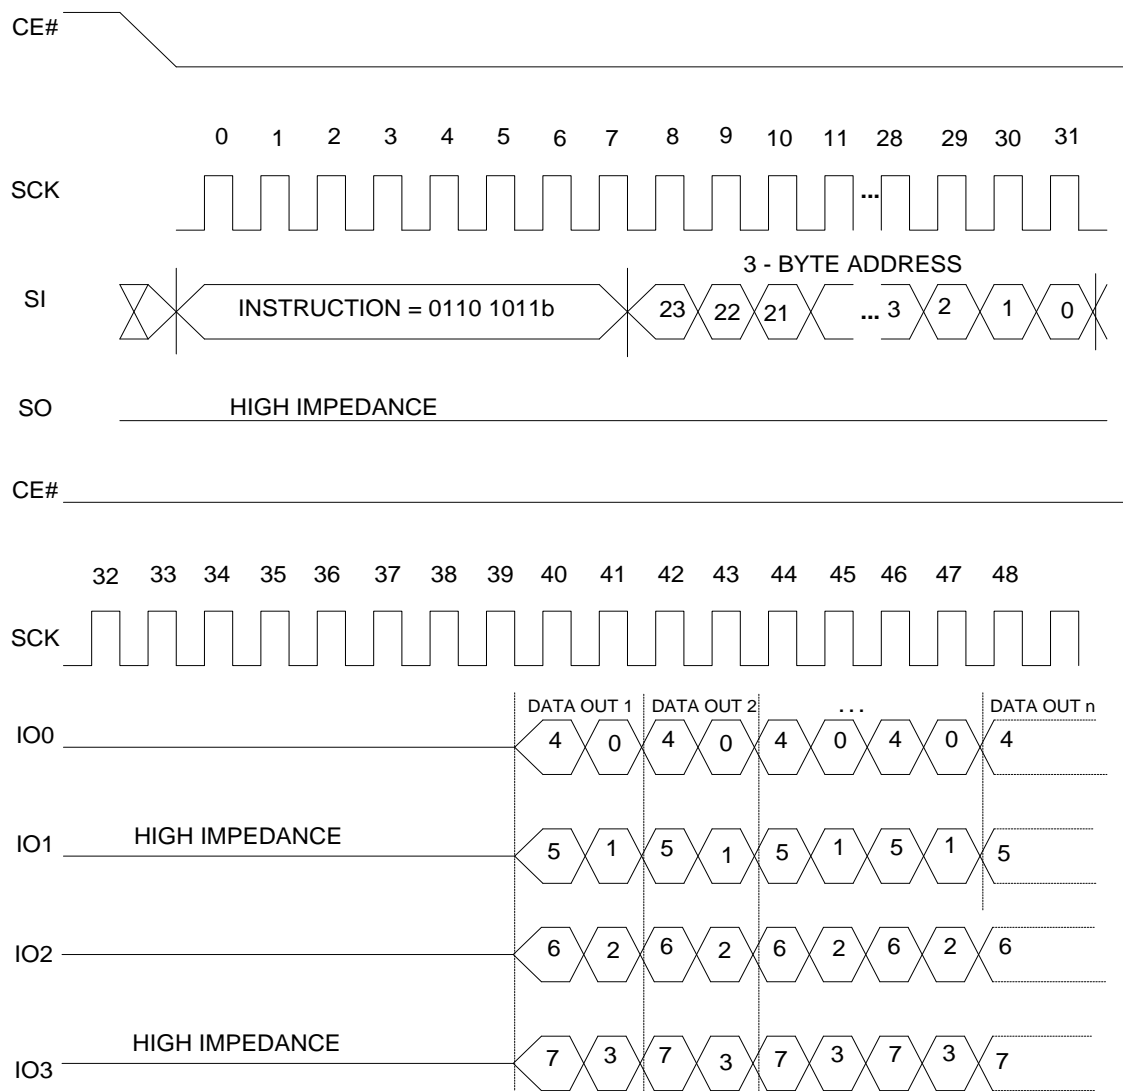 CE#
0 1 2 3 4 5 6 7 8 9 10 11 28 29 30 31
SCK ...
3 - BYTE ADDRESS
SI INSTRUCTION = 0110 1011b 23 22 21 ... 3 2 1 0
SO HIGH IMPEDANCE
CE#
32 33 34 35 36 37 38 39 40 41 42 43 44 45 46 47 48
SCK
DATA OUT 1 DATA OUT 2 ... DATA OUT n
IO0 4 0 4 0 4 0 4 0 4
IO1 HIGH IMPEDANCE 5 1 5 1 5 1 5 1 5
IO2 6 2 6 2 6 2 6 2 6
IO3 HIGH IMPEDANCE 7 3 7 3 7 3 7 3 7